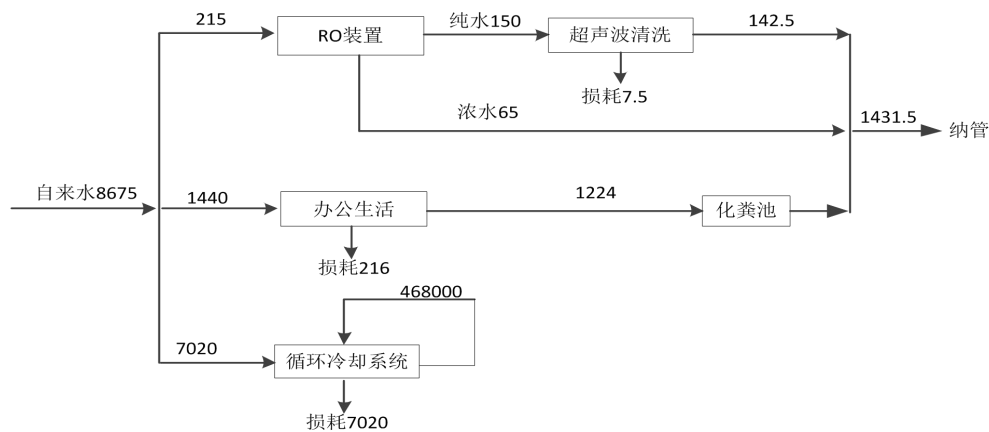 215
RO装置
纯水150
超声波清洗
142.5
损耗7.5
浓水65
1431.5
纳管
自来水8675
1440
办公生活
1224
化粪池
损耗216
468000
7020
循环冷却系统
损耗7020